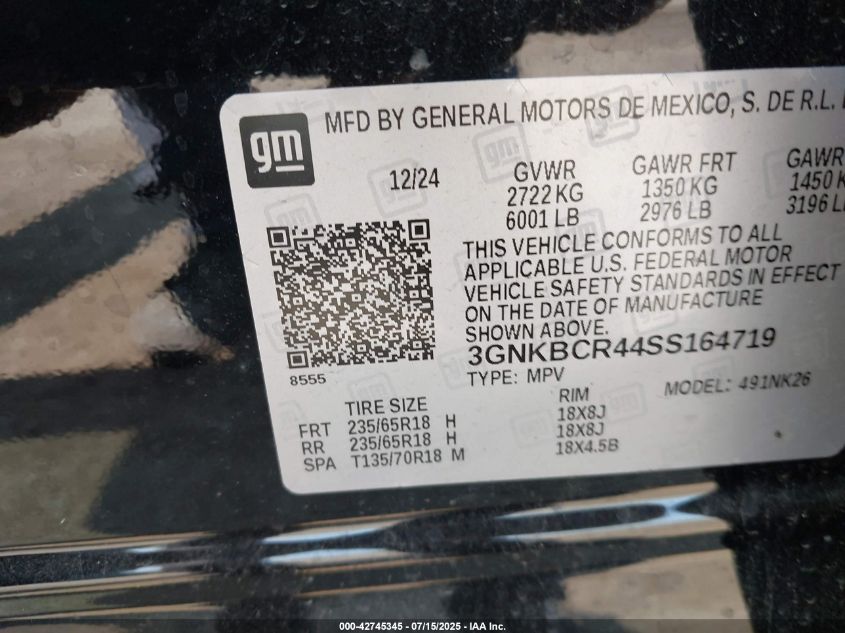 gm
MFD BY GENERAL MOTORS DE MEXICO, S. DE R.L.
12/24
GVWR GAWR FRT GAWR
2722 KG 1350 KG 1450 K
6001 LB 2976 LB 3196 L
THIS VEHICLE CONFORMS TO ALL
APPLICABLE U.S. FEDERAL MOTOR
VEHICLE SAFETY STANDARDS IN EFFECT
ON THE DATE OF MANUFACTURE
SHOWN ABOVE.
3GNKBCR44SS164719
8555
TYPE: MPV MODEL: 491NK26
TIRE SIZE RIM
FRT 235/65R18 H 18X8J
RR 235/65R18 H 18X8J
SPA T135/70R18 M 18X4.5B
000-42745345 - 07/15/2025 - IAA Inc.